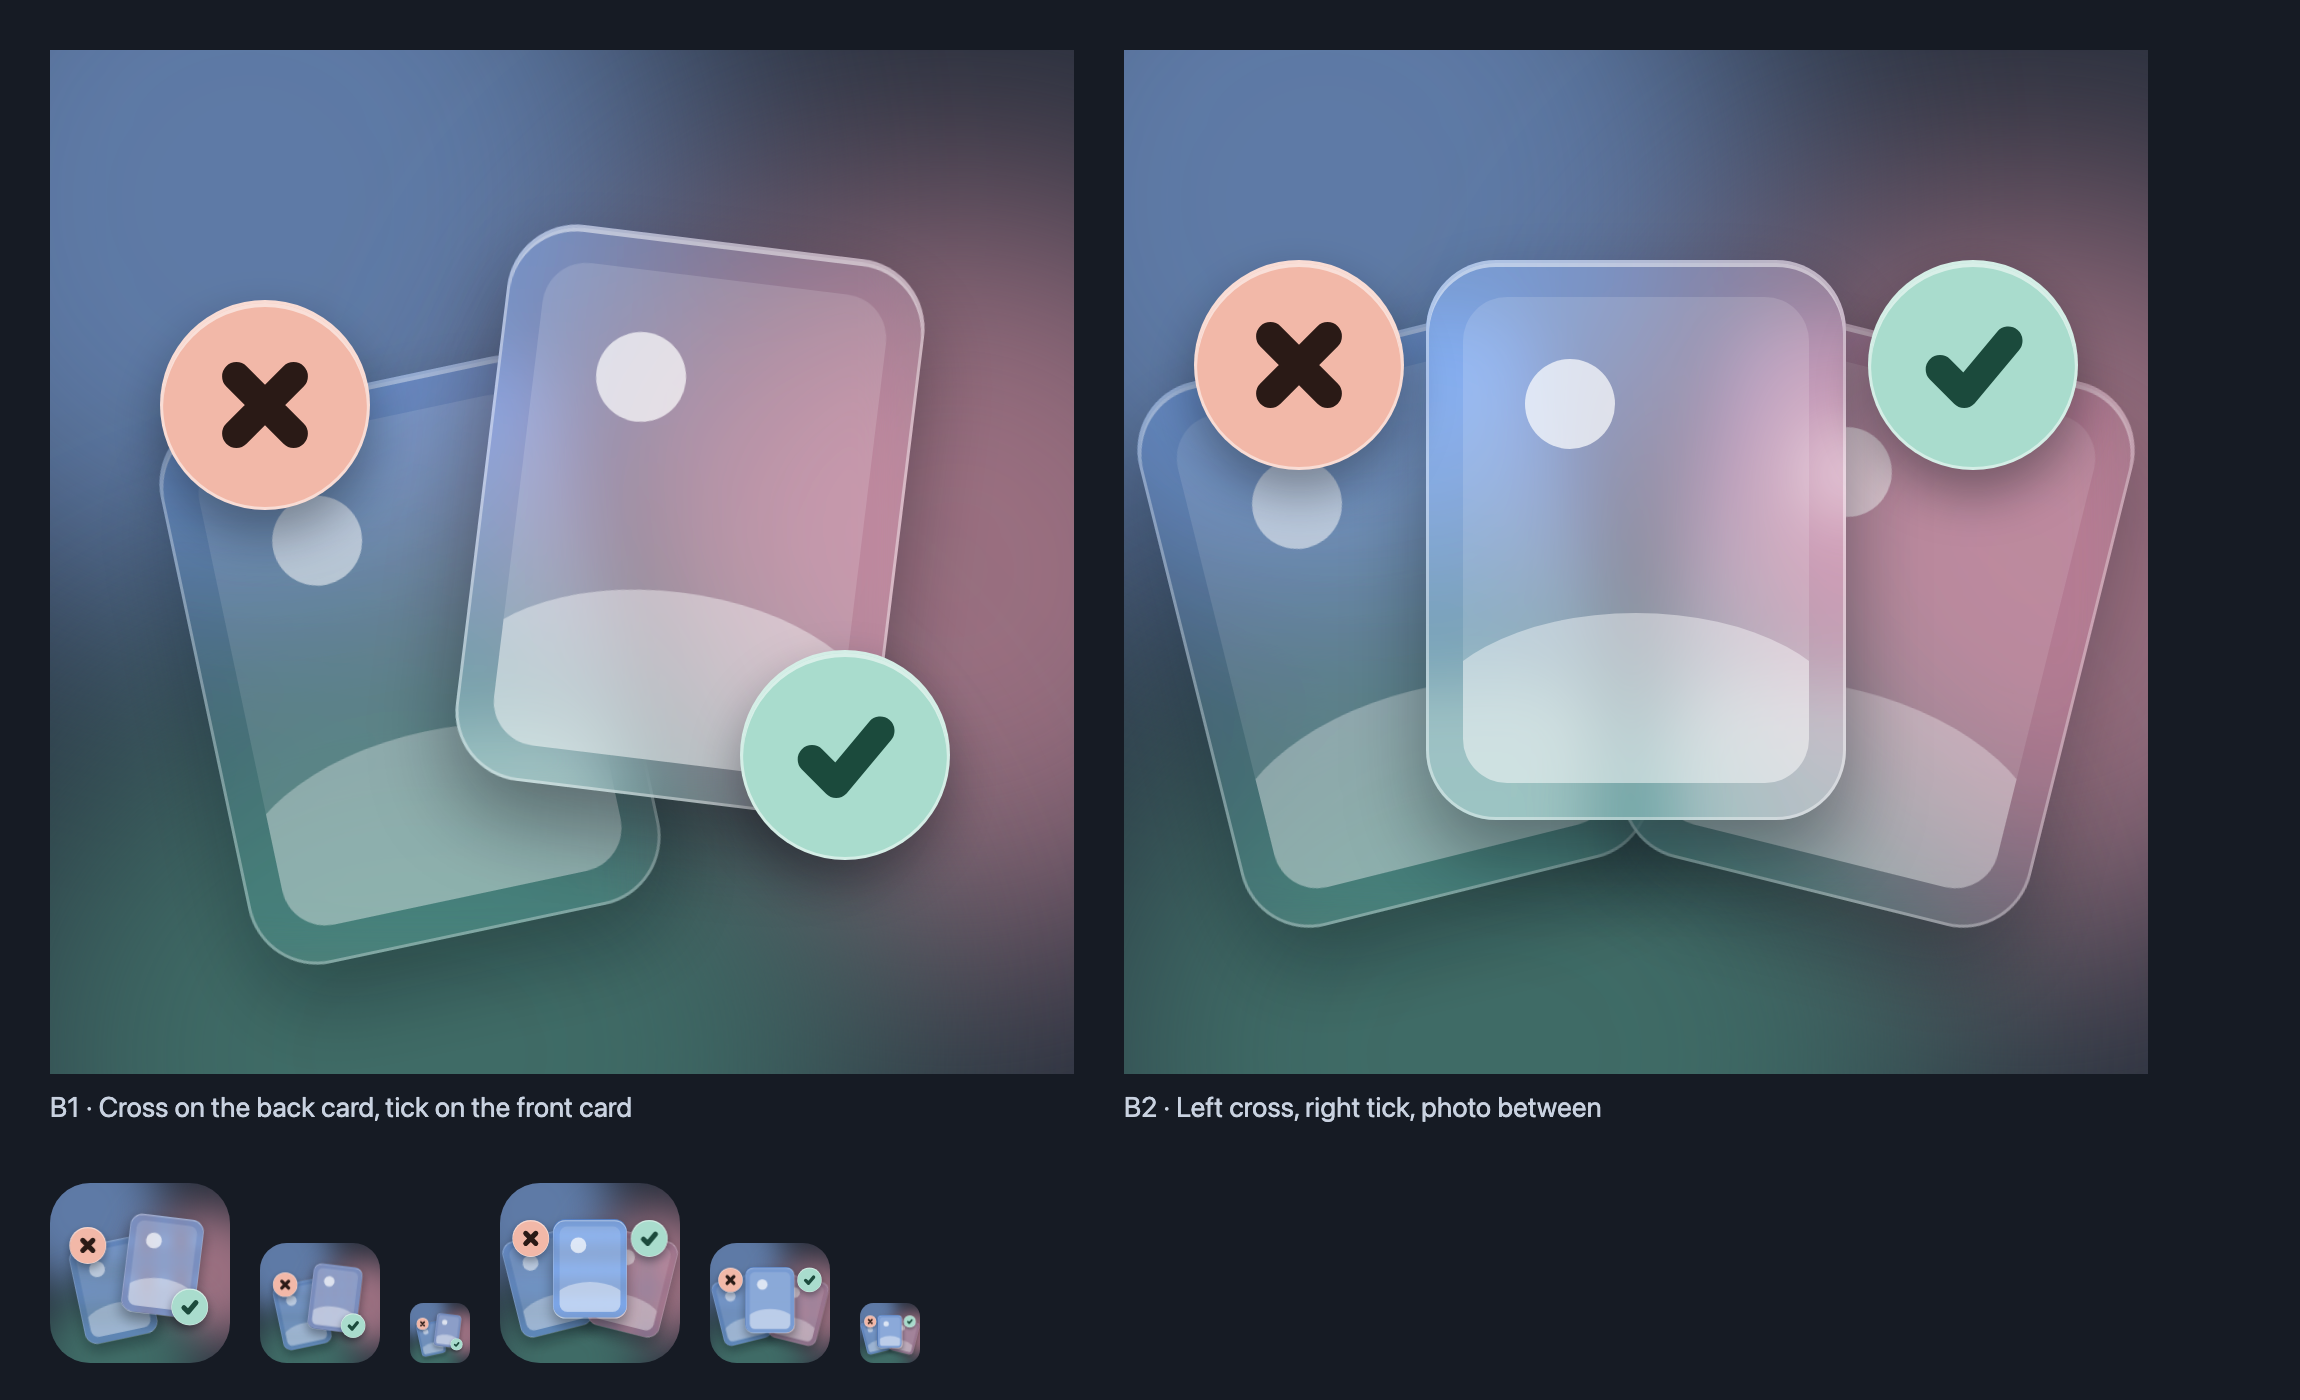 B1 · Cross on the back card, tick on the front card
B2 · Left cross, right tick, photo between